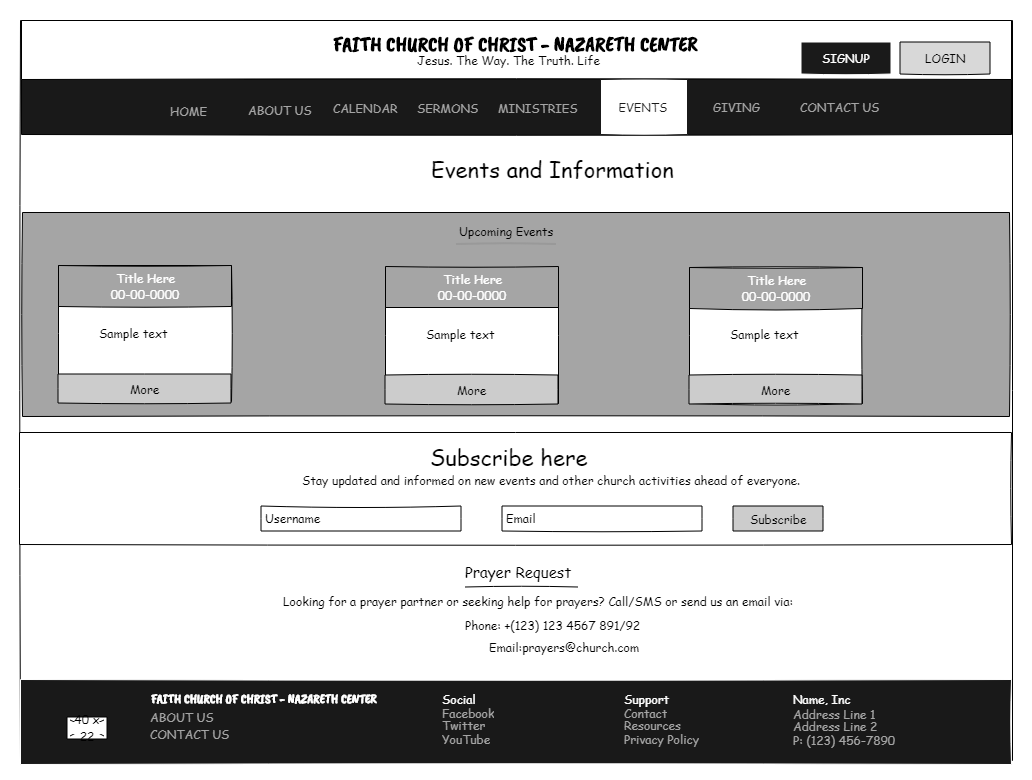 FAITH CHURCH OF CHRIST - NAZARETH CENTER
Jesus. The Way. The Truth. Life
SIGNUP
LOGIN
HOME
ABOUT US
CALENDAR
SERMONS
MINISTRIES
EVENTS
GIVING
CONTACT US
Events and Information
Upcoming Events
Title Here
00-00-0000
Sample text
More
Title Here
00-00-0000
Sample text
More
Title Here
00-00-0000
Sample text
More
Subscribe here
Stay updated and informed on new events and other church activities ahead of everyone.
Username
Email
Subscribe
Prayer Request
Looking for a prayer partner or seeking help for prayers? Call/SMS or send us an email via:
Phone: +(123) 123 4567 891/92
Email:prayers@church.com
40 x
22
FAITH CHURCH OF CHRIST - NAZARETH CENTER
ABOUT US
CONTACT US
Social
Facebook
Twitter
YouTube
Support
Contact
Resources
Privacy Policy
Name, Inc
Address Line 1
Address Line 2
P: (123) 456-7890